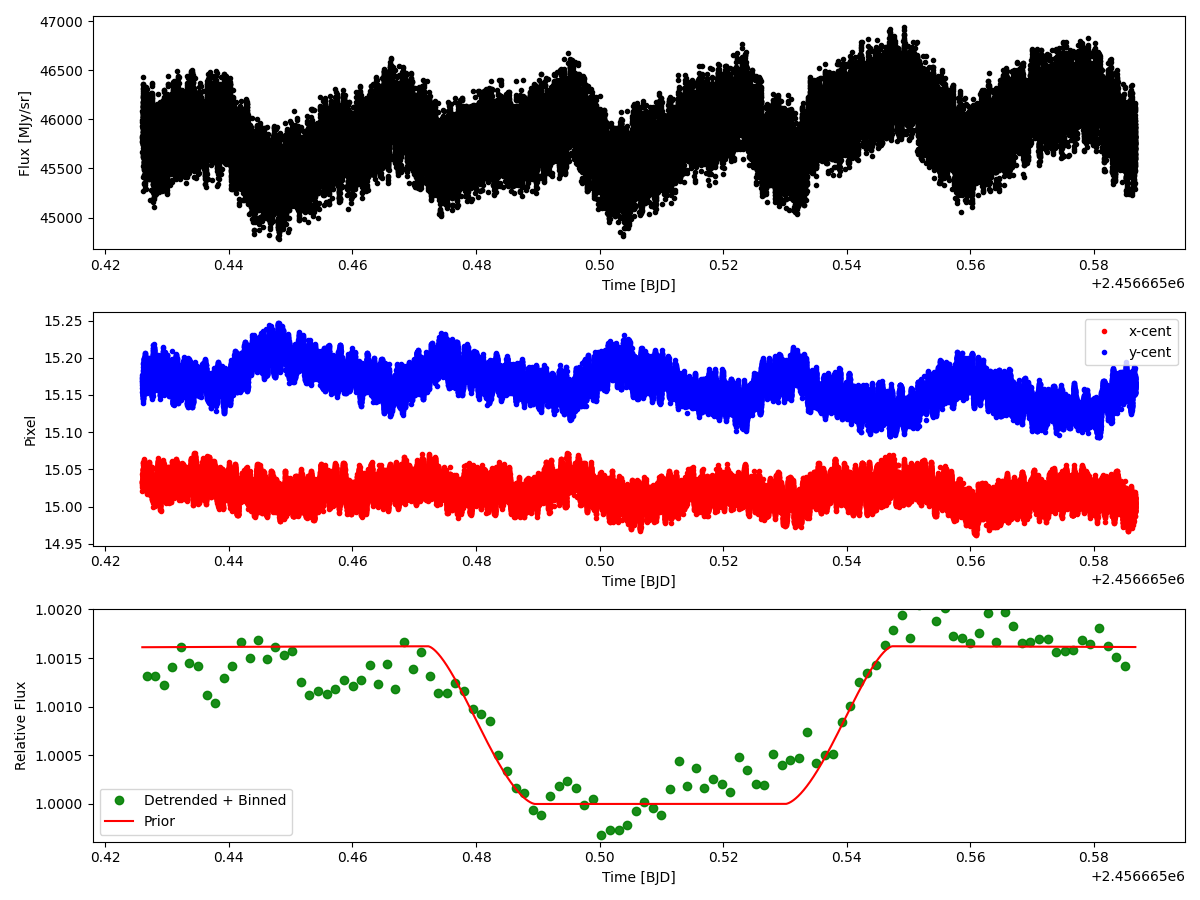 47000
46500
46000
45500
45000
Flux [MJy/sr]
0.42 0.44 0.46 0.48 0.50 0.52 0.54 0.56 0.58
Time [BJD]
+2.456665e6
15.25
15.20
15.15
15.10
15.05
15.00
14.95
Pixel
x-cent
y-cent
0.42 0.44 0.46 0.48 0.50 0.52 0.54 0.56 0.58
Time [BJD]
+2.456665e6
1.0020
1.0015
1.0010
1.0005
1.0000
Relative Flux
Detrended + Binned
Prior
0.42 0.44 0.46 0.48 0.50 0.52 0.54 0.56 0.58
Time [BJD]
+2.456665e6